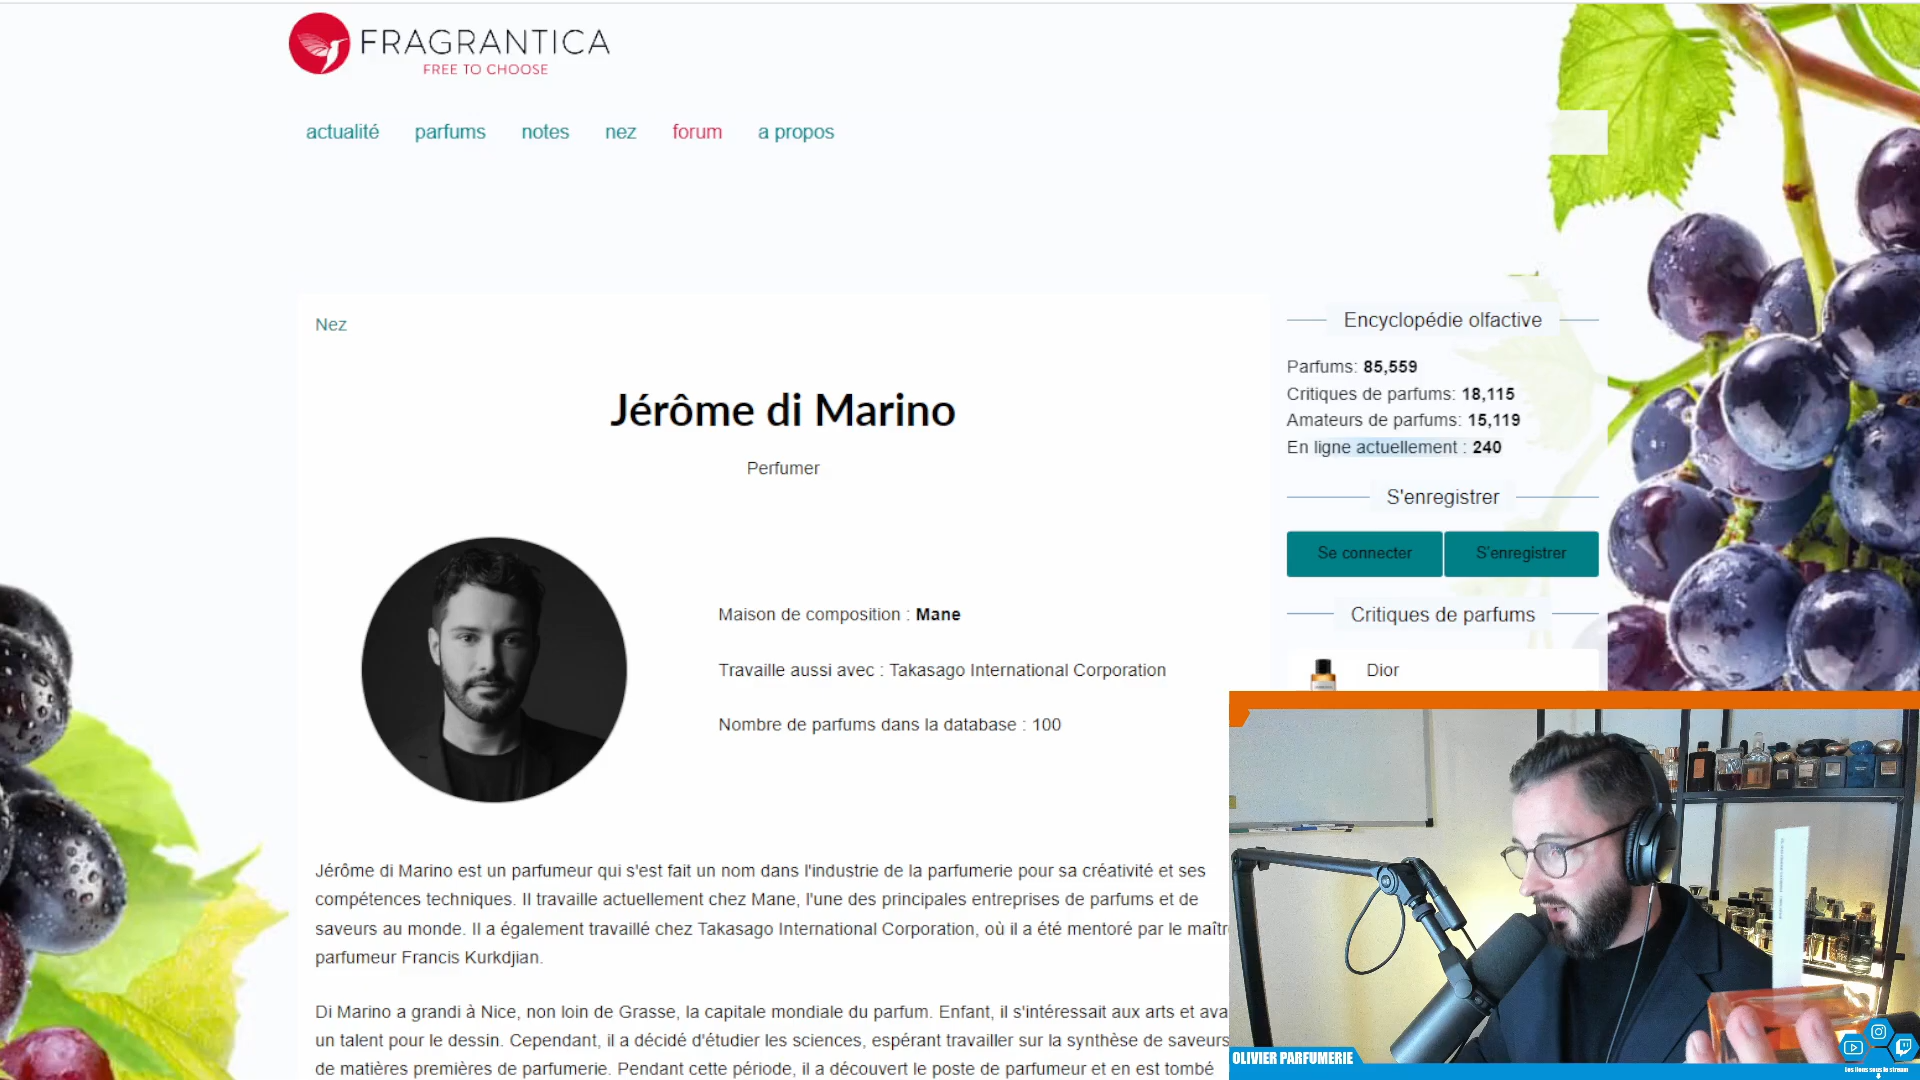 FRAGRANTICA
FREE TO CHOOSE
actualité parfums notes nez forum a propos
Nez
Jérôme di Marino
Perfumer
Maison de composition : Mane
Travaille aussi avec : Takasago International Corporation
Nombre de parfums dans la database : 100
Jérôme di Marino est un parfumeur qui s'est fait un nom dans l'industrie de la parfumerie pour sa créativité et ses
compétences techniques. Il travaille actuellement chez Mane, l'une des principales entreprises de parfums et de
saveurs au monde. Il a également travaillé chez Takasago International Corporation, où il a été mentoré par le maîtr
parfumeur Francis Kurkdjian.
Di Marino a grandi à Nice, non loin de Grasse, la capitale mondiale du parfum. Enfant, il s'intéressait aux arts et ava
un talent pour le dessin. Cependant, il a décidé d'étudier les sciences, espérant travailler sur la synthèse de saveurs
de matières premières de parfumerie. Pendant cette période, il a découvert le poste de parfumeur et en est tombé
Encyclopédie olfactive
Parfums: 85,559
Critiques de parfums: 18,115
Amateurs de parfums: 15,119
En ligne actuellement : 240
S'enregistrer
Se connecter S'enregistrer
Critiques de parfums
Dior
OLIVIER PARFUMERIE
Les liens sous le stream